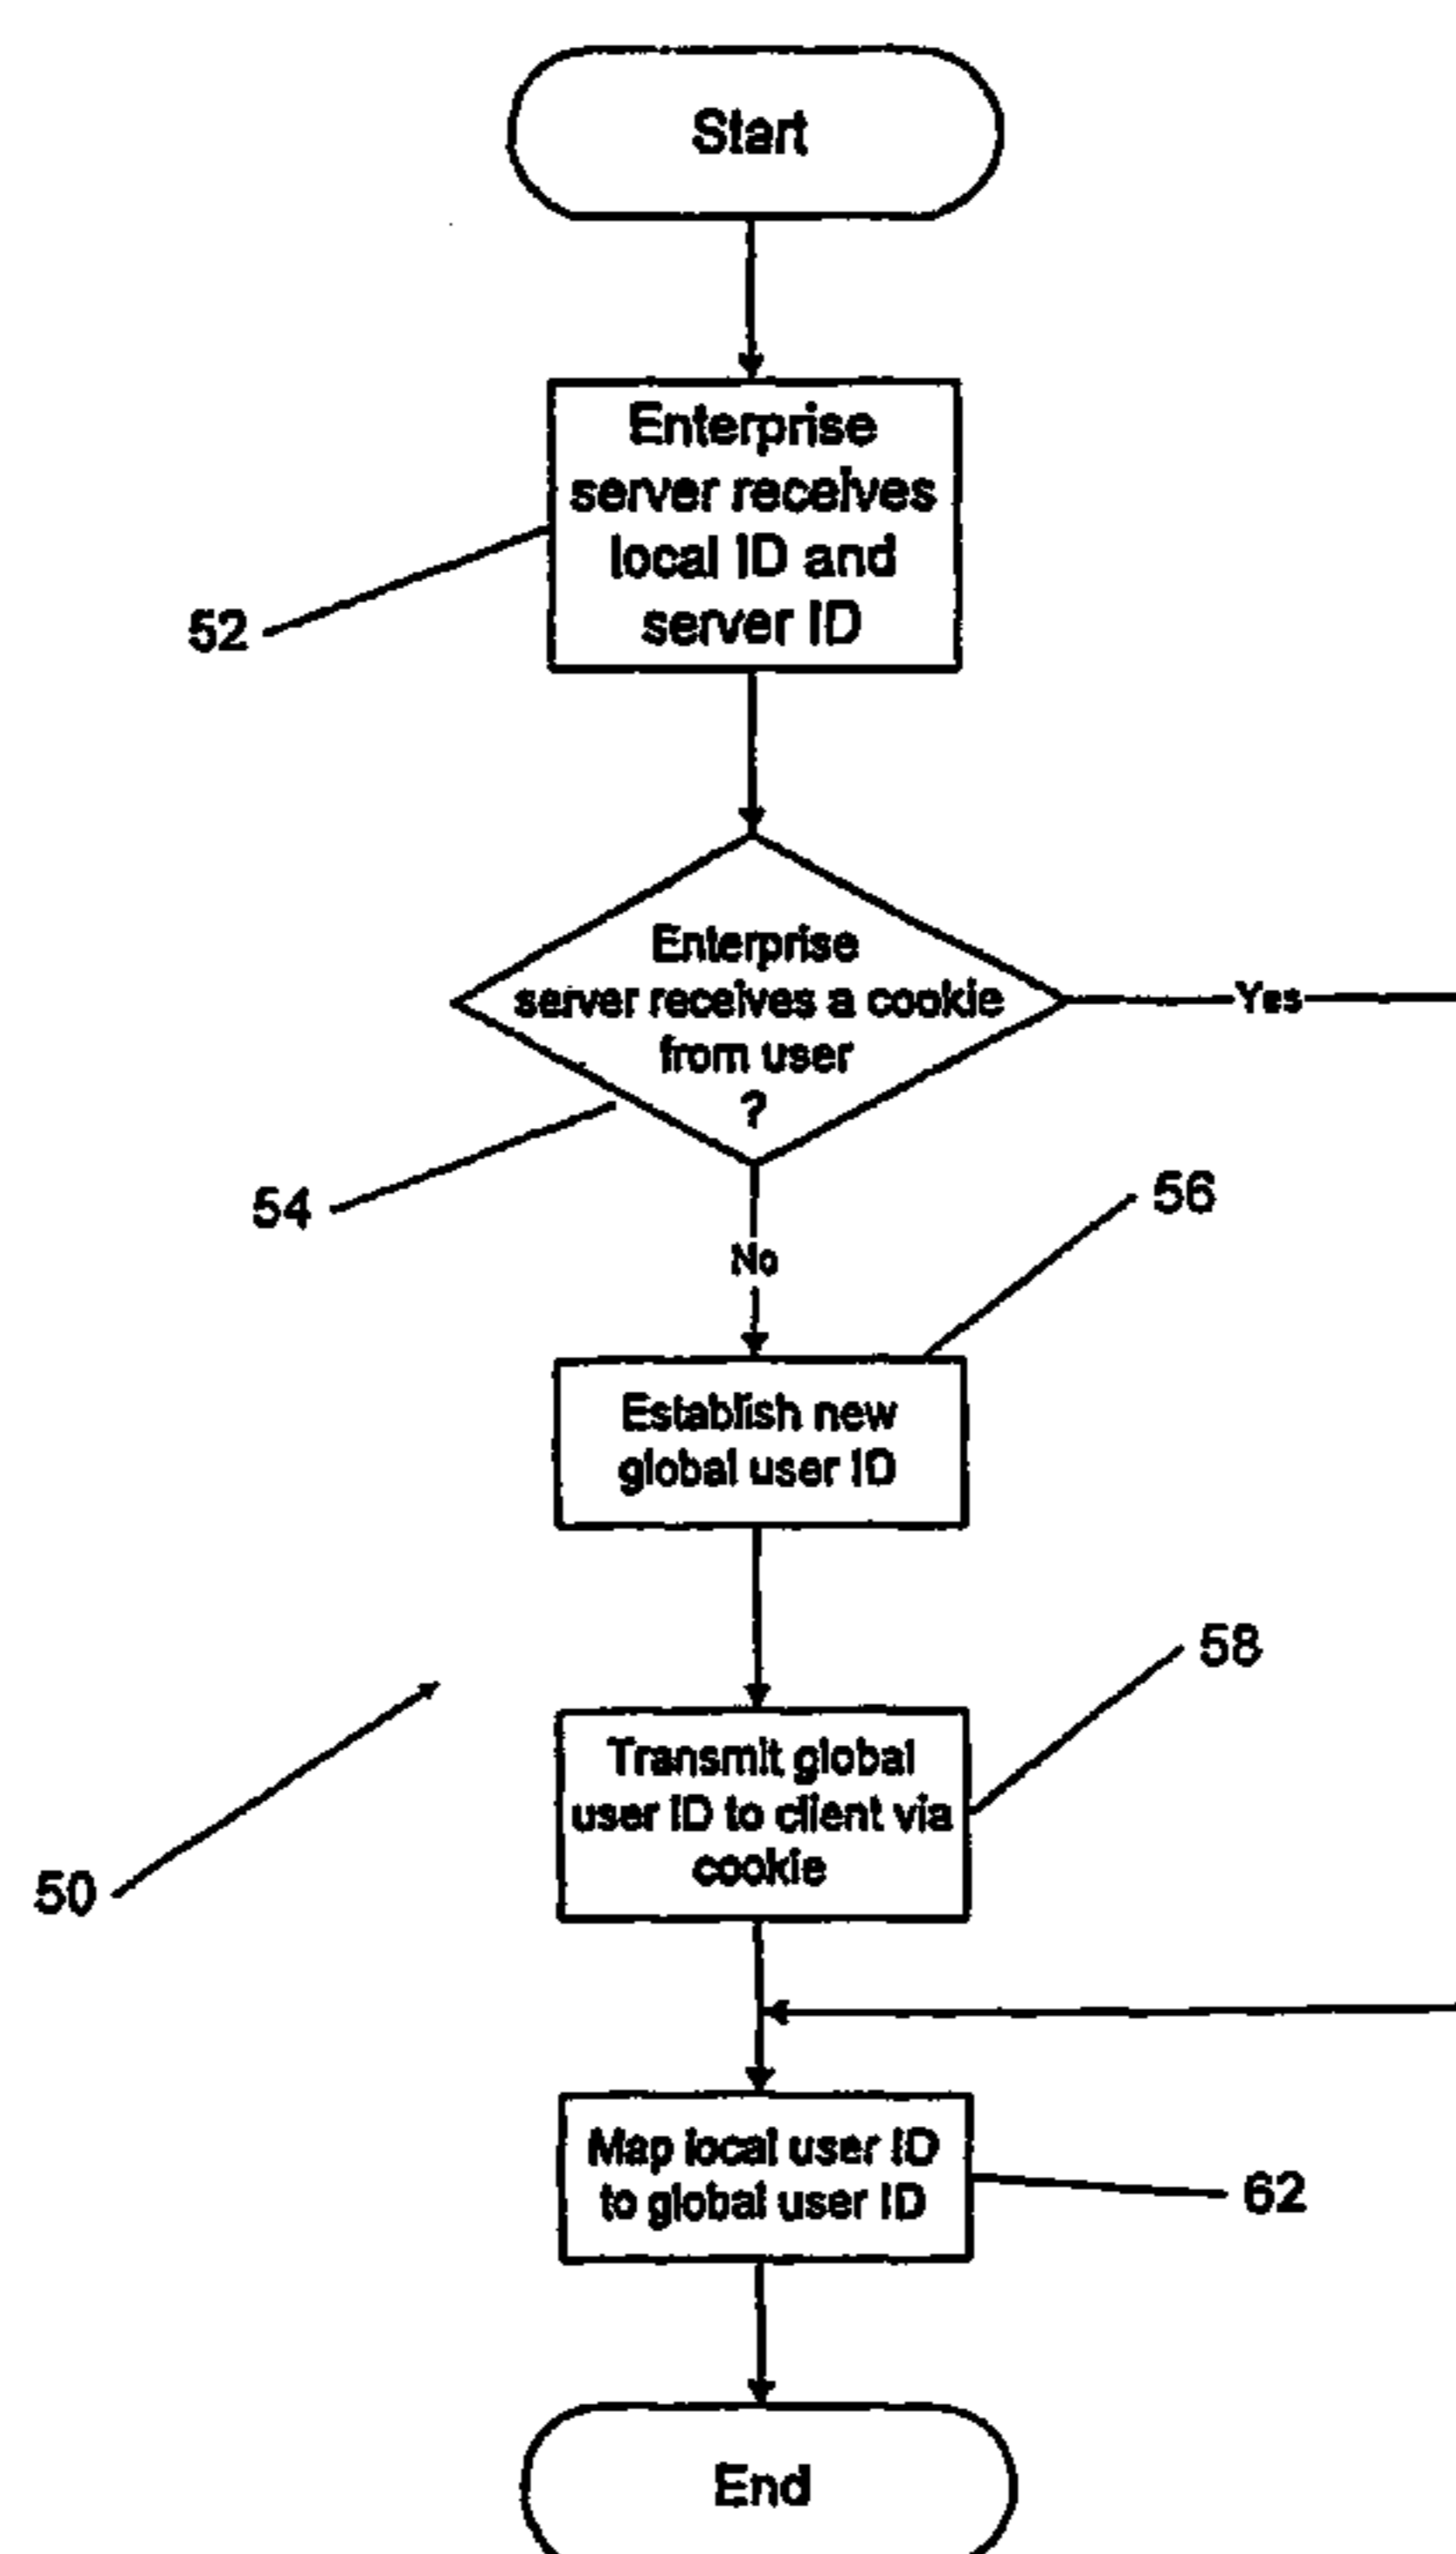 Start
Enterprise
server receives
local ID and
server ID
52
Enterprise
server receives a cookie
from user
?
Yes
54
No
56
Establish new
global user ID
58
Transmit global
user ID to client via
cookie
50
Map local user ID
to global user ID
62
End